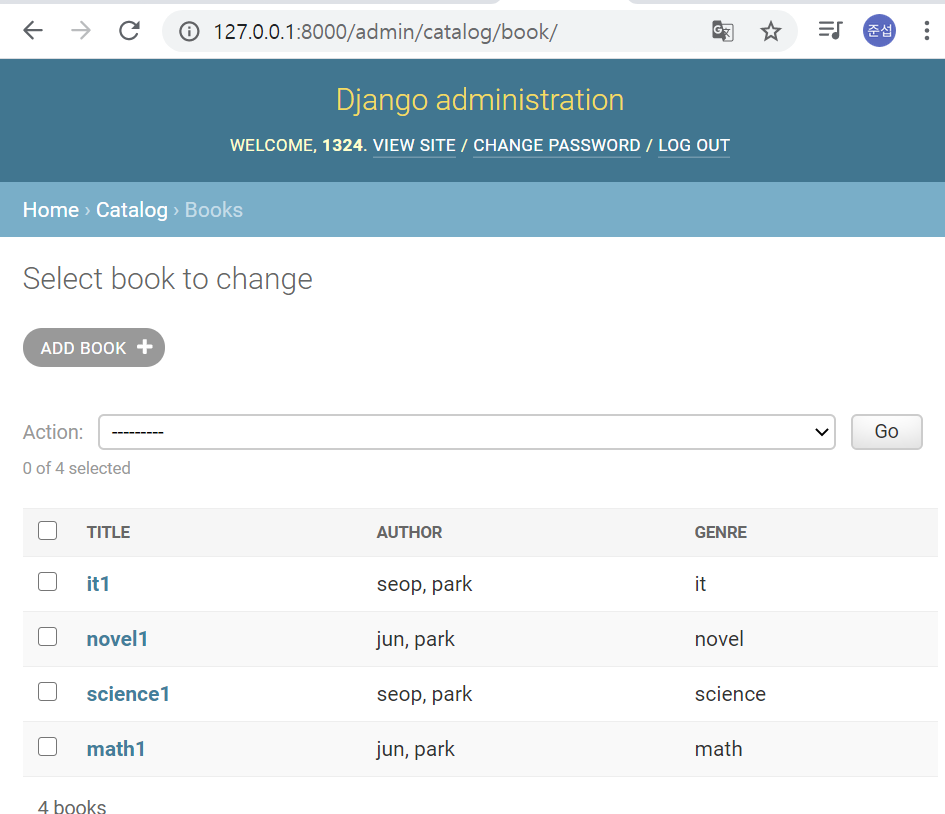 127.0.0.1:8000/admin/catalog/book/
준섭
Django administration
WELCOME, 1324. VIEW SITE / CHANGE PASSWORD / LOG OUT
Home › Catalog › Books
Select book to change
ADD BOOK +
Action: --------- Go
0 of 4 selected
TITLE AUTHOR GENRE
it1 seop, park it
novel1 jun, park novel
science1 seop, park science
math1 jun, park math
4 books